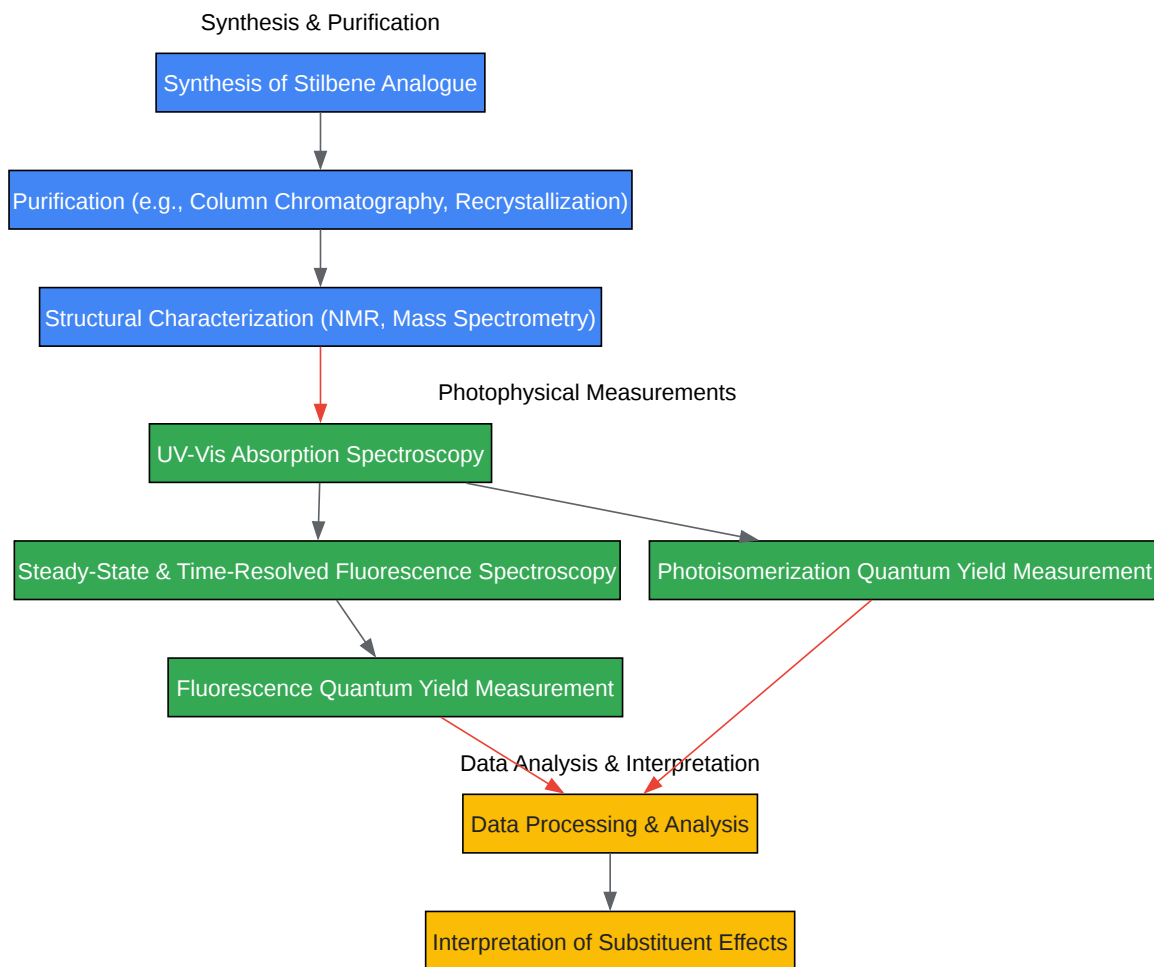 Synthesis & Purification
Synthesis of Stilbene Analogue
Purification (e.g., Column Chromatography, Recrystallization)
Structural Characterization (NMR, Mass Spectrometry)
Photophysical Measurements
UV-Vis Absorption Spectroscopy
Steady-State & Time-Resolved Fluorescence Spectroscopy
Photoisomerization Quantum Yield Measurement
Fluorescence Quantum Yield Measurement
Data Analysis & Interpretation
Data Processing & Analysis
Interpretation of Substituent Effects